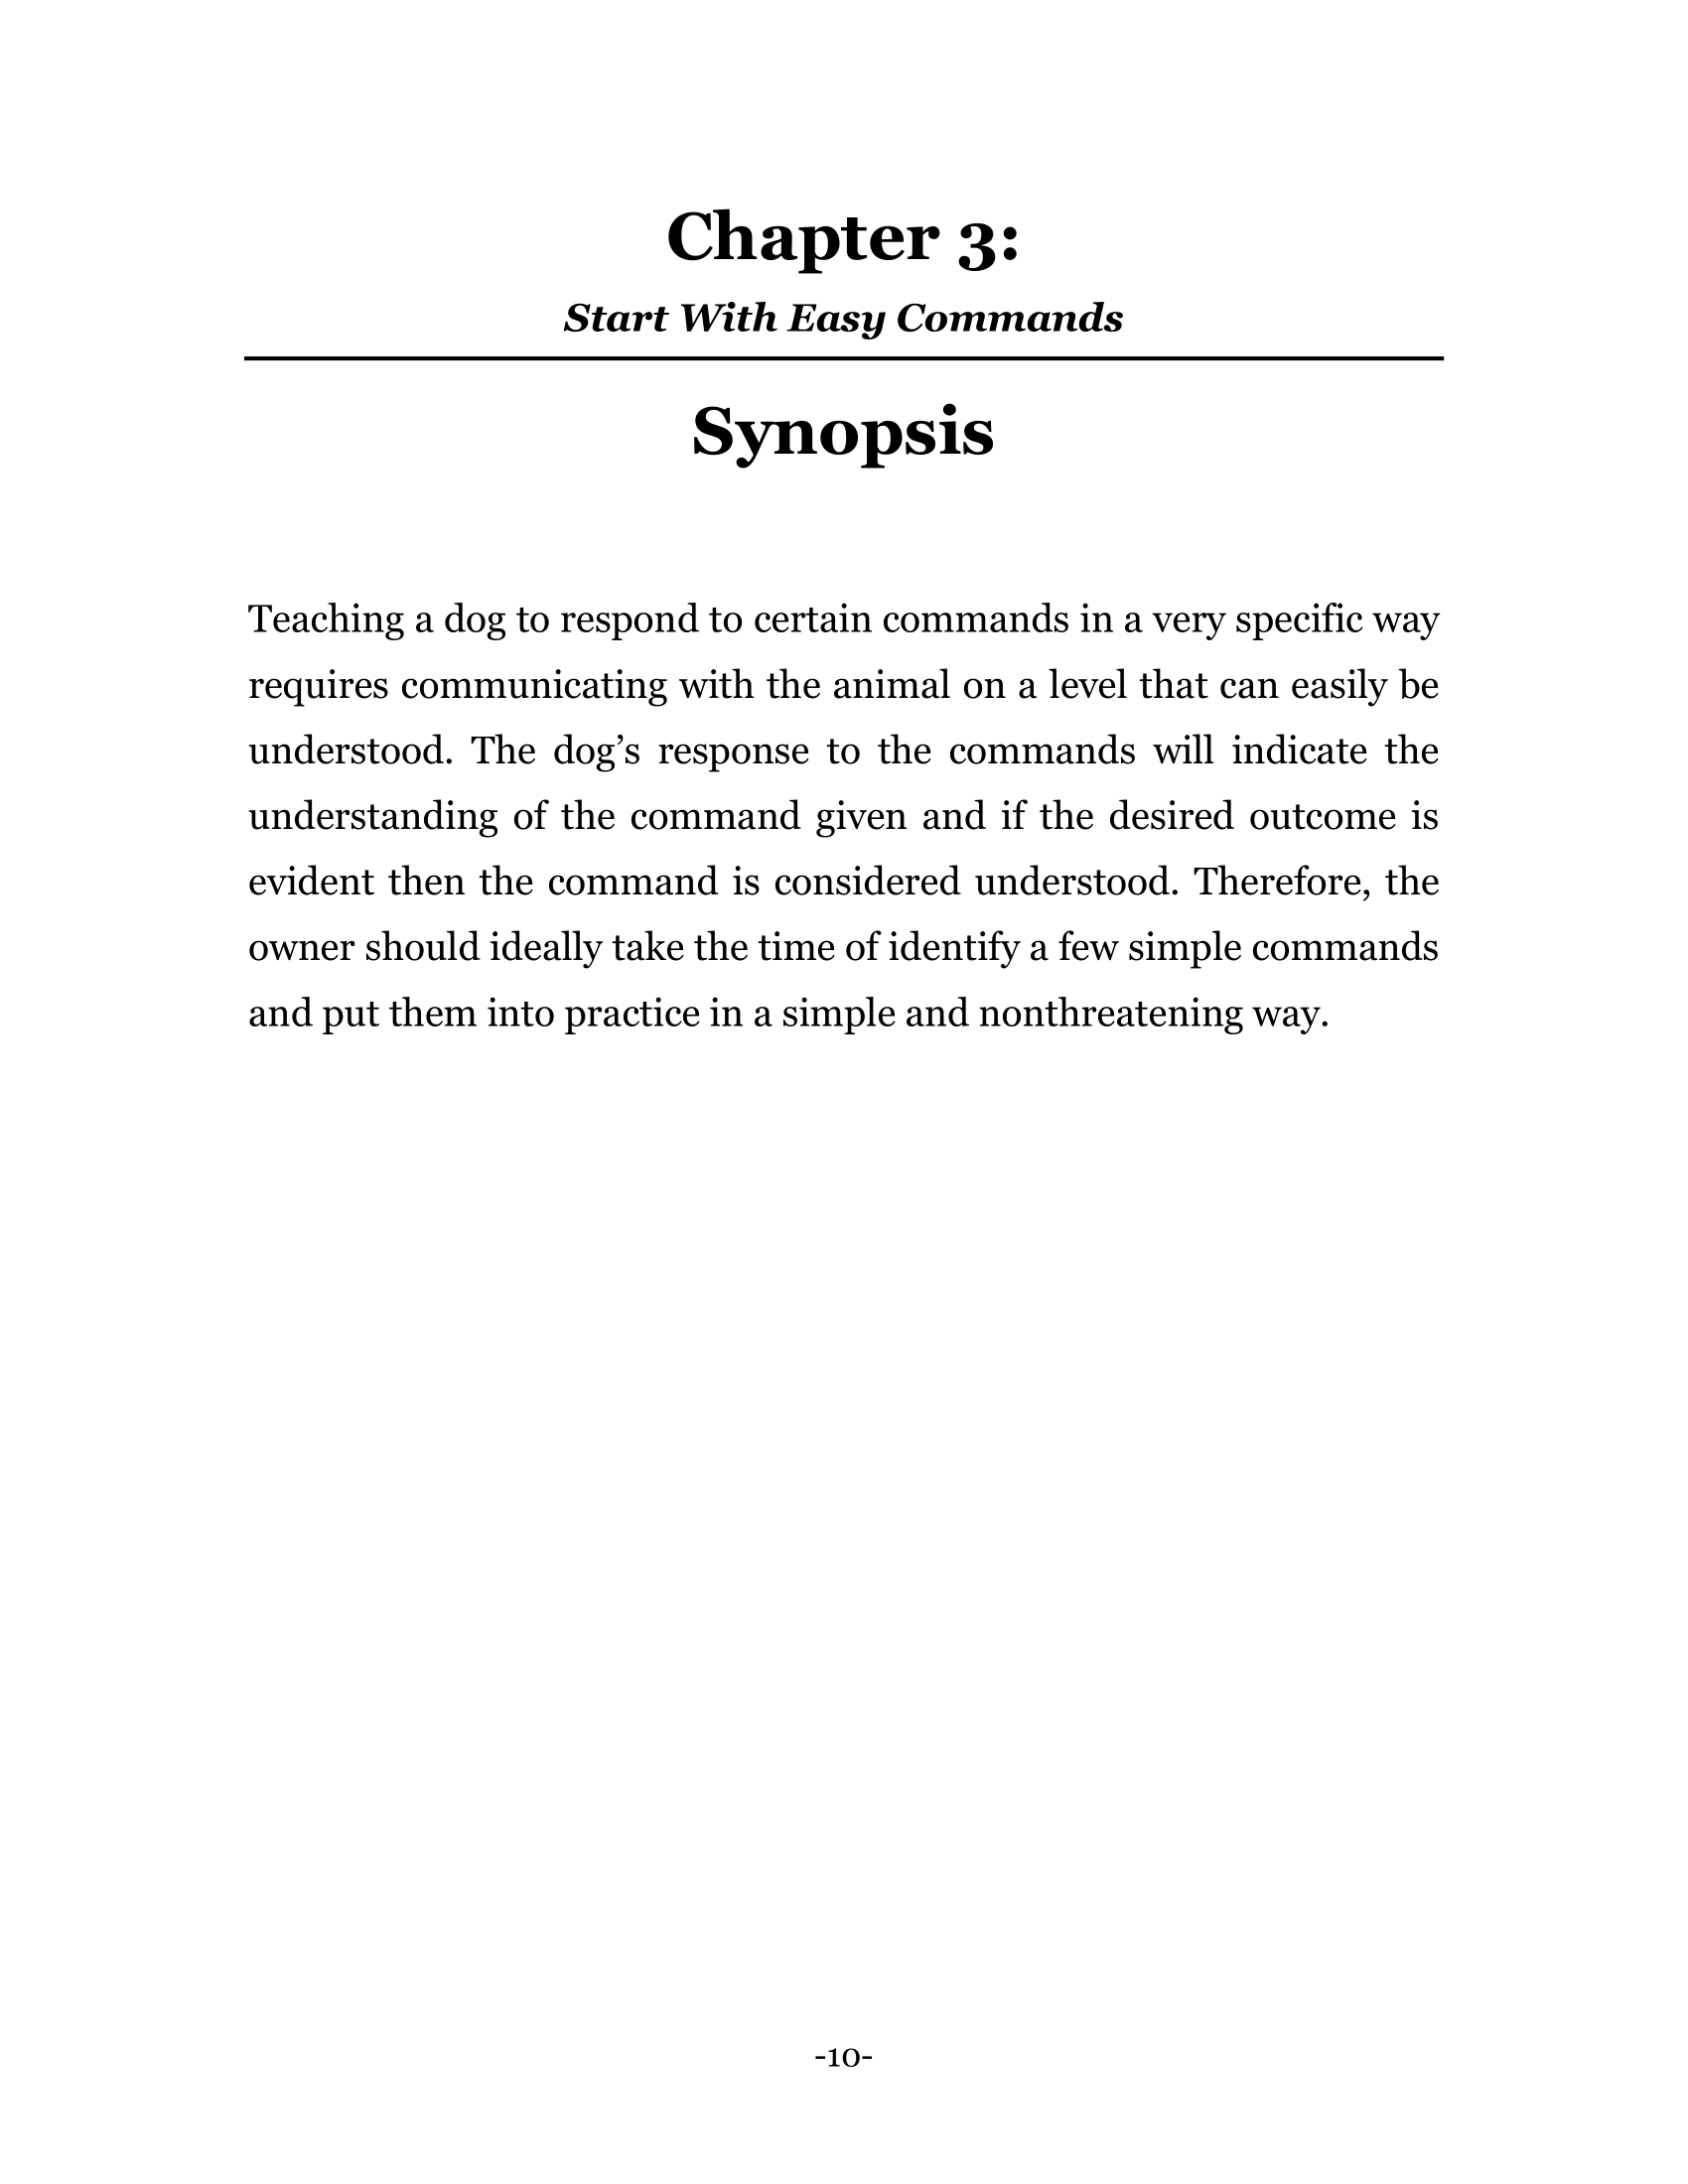 Chapter 3:
Start With Easy Commands
Synopsis
Teaching a dog to respond to certain commands in a very specific way
requires communicating with the animal on a level that can easily be
understood. The dog’s response to the commands will indicate the
understanding of the command given and if the desired outcome is
evident then the command is considered understood. Therefore, the
owner should ideally take the time of identify a few simple commands
and put them into practice in a simple and nonthreatening way.
-10-